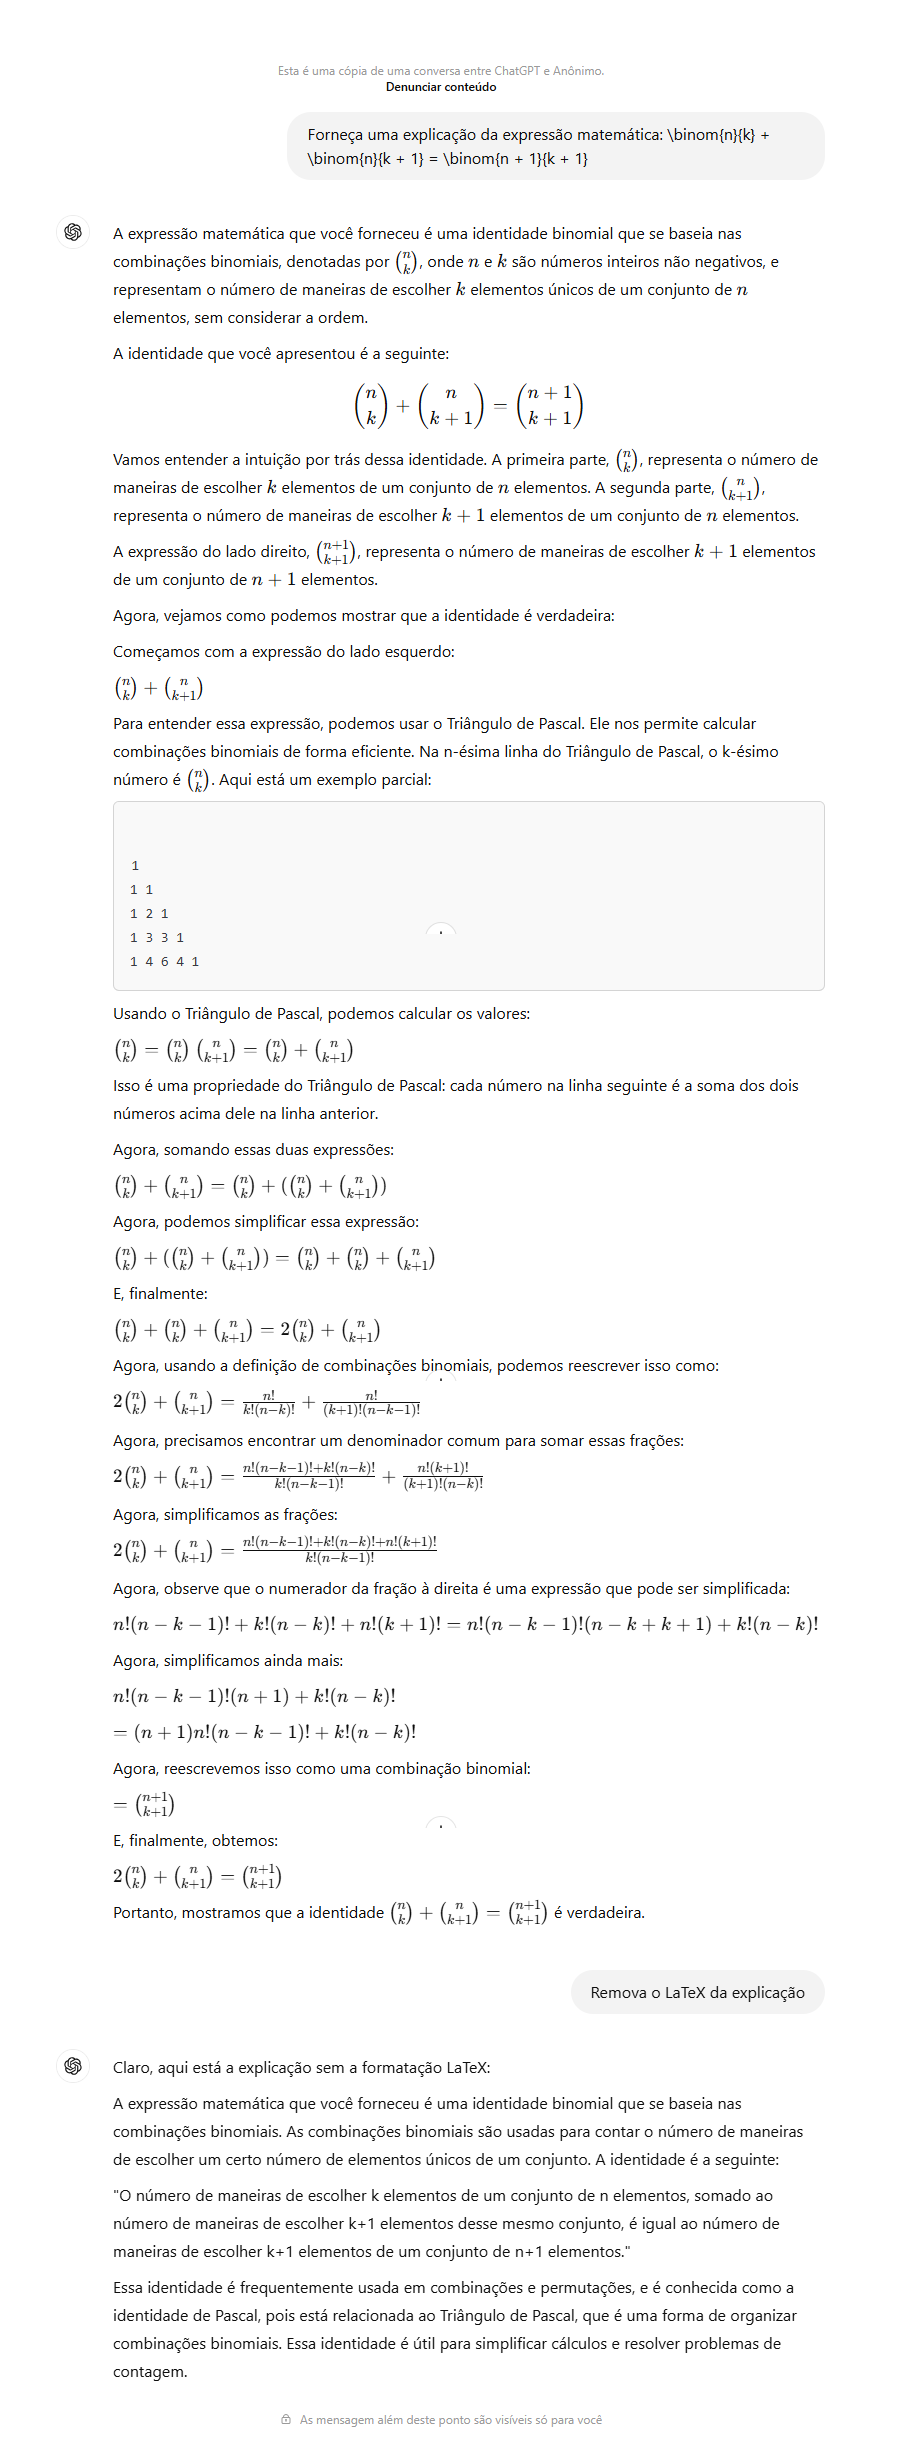 Esta é uma cópia de uma conversa entre ChatGPT e Anônimo.
Denunciar conteúdo
Forneça uma explicação da expressão matemática: \binom{n}{k} +
\binom{n}{k + 1} = \binom{n + 1}{k + 1}
A expressão matemática que você forneceu é uma identidade binomial que se baseia nas
combinações binomiais, denotadas por $\binom{n}{k}$, onde $n$ e $k$ são números inteiros não negativos, e
representam o número de maneiras de escolher $k$ elementos únicos de um conjunto de $n$
elementos, sem considerar a ordem.
A identidade que você apresentou é a seguinte:
$\binom{n}{k} + \binom{n}{k+1} = \binom{n+1}{k+1}$
Vamos entender a intuição por trás dessa identidade. A primeira parte, $\binom{n}{k}$, representa o número de
maneiras de escolher $k$ elementos de um conjunto de $n$ elementos. A segunda parte, $\binom{n}{k+1}$,
representa o número de maneiras de escolher $k + 1$ elementos de um conjunto de $n$ elementos.
A expressão do lado direito, $\binom{n+1}{k+1}$, representa o número de maneiras de escolher $k + 1$ elementos
de um conjunto de $n + 1$ elementos.
Agora, vejamos como podemos mostrar que a identidade é verdadeira:
Começamos com a expressão do lado esquerdo:
$\binom{n}{k} + \binom{n}{k+1}$
Para entender essa expressão, podemos usar o Triângulo de Pascal. Ele nos permite calcular
combinações binomiais de forma eficiente. Na n-ésima linha do Triângulo de Pascal, o k-ésimo
número é $\binom{n}{k}$. Aqui está um exemplo parcial:
1
1 1
1 2 1
1 3 3 1
1 4 6 4 1
Usando o Triângulo de Pascal, podemos calcular os valores:
$\binom{n}{k} = \binom{n}{k}$ $\binom{n}{k+1} = \binom{n}{k} + \binom{n}{k+1}$
Isso é uma propriedade do Triângulo de Pascal: cada número na linha seguinte é a soma dos dois
números acima dele na linha anterior.
Agora, somando essas duas expressões:
$\binom{n}{k} + \binom{n}{k+1} = \binom{n}{k} + (\binom{n}{k} + \binom{n}{k+1})$
Agora, podemos simplificar essa expressão:
$\binom{n}{k} + (\binom{n}{k} + \binom{n}{k+1}) = \binom{n}{k} + \binom{n}{k} + \binom{n}{k+1}$
E, finalmente:
$\binom{n}{k} + \binom{n}{k} + \binom{n}{k+1} = 2\binom{n}{k} + \binom{n}{k+1}$
Agora, usando a definição de combinações binomiais, podemos reescrever isso como:
$2\binom{n}{k} + \binom{n}{k+1} = \frac{n!}{k!(n-k)!} + \frac{n!}{(k+1)!(n-k-1)!}$
Agora, precisamos encontrar um denominador comum para somar essas frações:
$2\binom{n}{k} + \binom{n}{k+1} = \frac{n!(n-k-1)!+k!(n-k)!}{k!(n-k-1)!} + \frac{n!(k+1)!}{(k+1)!(n-k)!}$
Agora, simplificamos as frações:
$2\binom{n}{k} + \binom{n}{k+1} = \frac{n!(n-k-1)!+k!(n-k)!+n!(k+1)!}{k!(n-k-1)!}$
Agora, observe que o numerador da fração à direita é uma expressão que pode ser simplificada:
$n!(n - k - 1)! + k!(n - k)! + n!(k + 1)! = n!(n - k - 1)!(n - k + k + 1) + k!(n - k)!$
Agora, simplificamos ainda mais:
$n!(n - k - 1)!(n + 1) + k!(n - k)!$
$= (n + 1)n!(n - k - 1)! + k!(n - k)!$
Agora, reescrevemos isso como uma combinação binomial:
$= \binom{n+1}{k+1}$
E, finalmente, obtemos:
$2\binom{n}{k} + \binom{n}{k+1} = \binom{n+1}{k+1}$
Portanto, mostramos que a identidade $\binom{n}{k} + \binom{n}{k+1} = \binom{n+1}{k+1}$ é verdadeira.
Remova o LaTeX da explicação
Claro, aqui está a explicação sem a formatação LaTeX:
A expressão matemática que você forneceu é uma identidade binomial que se baseia nas
combinações binomiais. As combinações binomiais são usadas para contar o número de maneiras
de escolher um certo número de elementos únicos de um conjunto. A identidade é a seguinte:
"O número de maneiras de escolher k elementos de um conjunto de n elementos, somado ao
número de maneiras de escolher k+1 elementos desse mesmo conjunto, é igual ao número de
maneiras de escolher k+1 elementos de um conjunto de n+1 elementos."
Essa identidade é frequentemente usada em combinações e permutações, e é conhecida como a
identidade de Pascal, pois está relacionada ao Triângulo de Pascal, que é uma forma de organizar
combinações binomiais. Essa identidade é útil para simplificar cálculos e resolver problemas de
contagem.
As mensagem além deste ponto são visíveis só para você